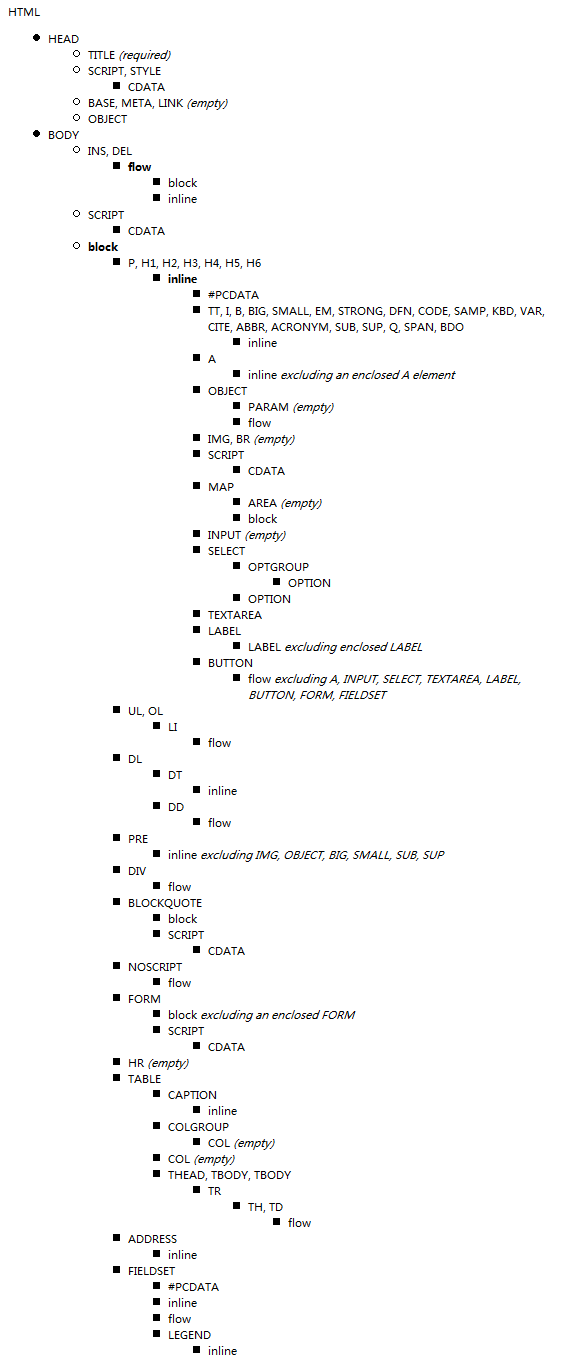 HTML
HEAD
TITLE (required)
SCRIPT, STYLE
CDATA
BASE, META, LINK (empty)
OBJECT
BODY
INS, DEL
flow
block
inline
SCRIPT
CDATA
block
P, H1, H2, H3, H4, H5, H6
inline
#PCDATA
TT, I, B, BIG, SMALL, EM, STRONG, DFN, CODE, SAMP, KBD, VAR,
CITE, ABBR, ACRONYM, SUB, SUP, Q, SPAN, BDO
inline
A
inline excluding an enclosed A element
OBJECT
PARAM (empty)
flow
IMG, BR (empty)
SCRIPT
CDATA
MAP
AREA (empty)
block
INPUT (empty)
SELECT
OPTGROUP
OPTION
OPTION
TEXTAREA
LABEL
LABEL excluding enclosed LABEL
BUTTON
flow excluding A, INPUT, SELECT, TEXTAREA, LABEL,
BUTTON, FORM, FIELDSET
UL, OL
LI
flow
DL
DT
inline
DD
flow
PRE
inline excluding IMG, OBJECT, BIG, SMALL, SUB, SUP
DIV
flow
BLOCKQUOTE
block
SCRIPT
CDATA
NOSCRIPT
flow
FORM
block excluding an enclosed FORM
SCRIPT
CDATA
HR (empty)
TABLE
CAPTION
inline
COLGROUP
COL (empty)
COL (empty)
THEAD, TBODY, TBODY
TR
TH, TD
flow
ADDRESS
inline
FIELDSET
#PCDATA
inline
flow
LEGEND
inline